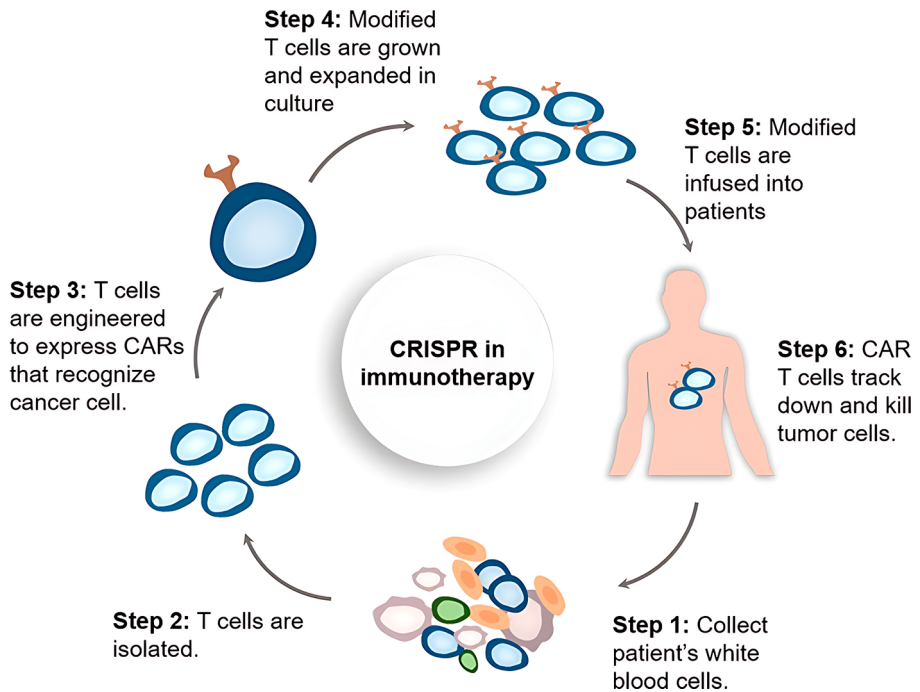 Step 4: Modified
T cells are grown
and expanded in
culture
Step 5: Modified
T cells are
infused into
patients
Step 3: T cells
are engineered
to express CARs
that recognize
cancer cell.
CRISPR in
immunotherapy
Step 6: CAR
T cells track
down and kill
tumor cells.
Step 2: T cells are
isolated.
Step 1: Collect
patient's white
blood cells.